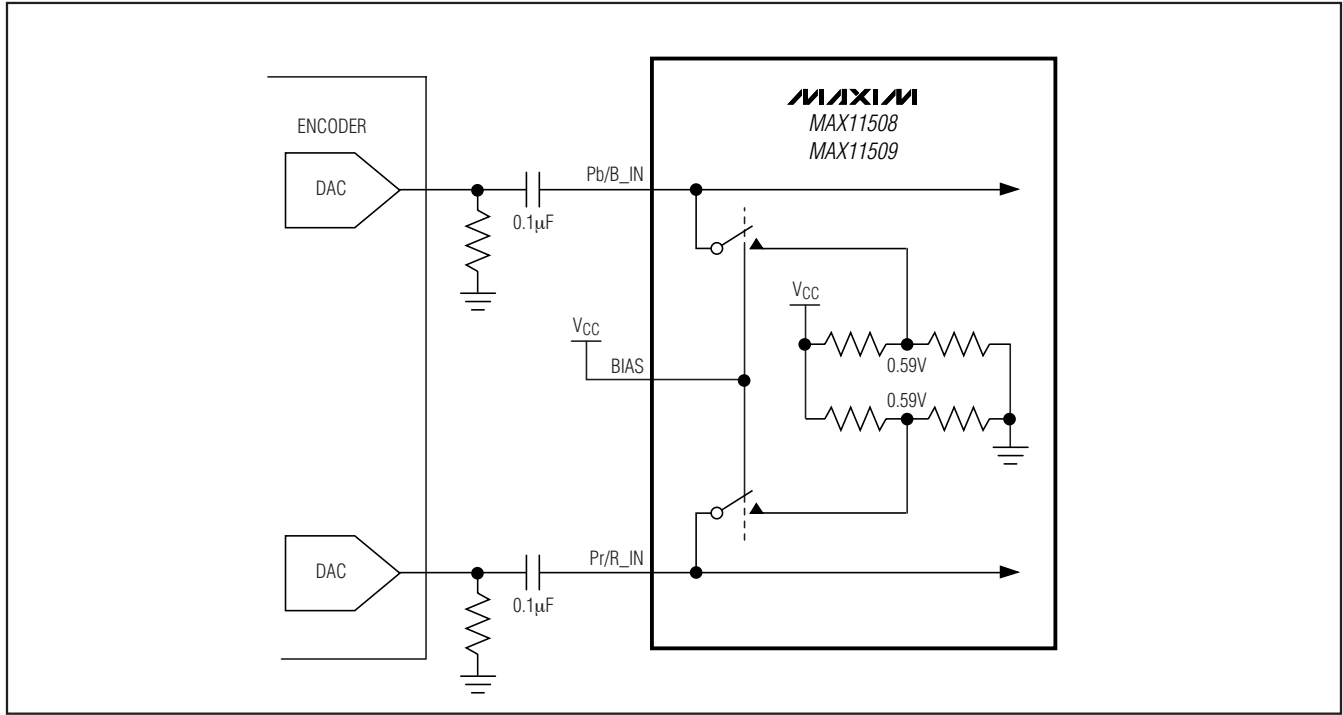 MAXIM
MAX11508
MAX11509
ENCODER
DAC
Pb/B_IN
0.1µF
VCC
VCC
BIAS
0.59V
0.59V
DAC
Pr/R_IN
0.1µF